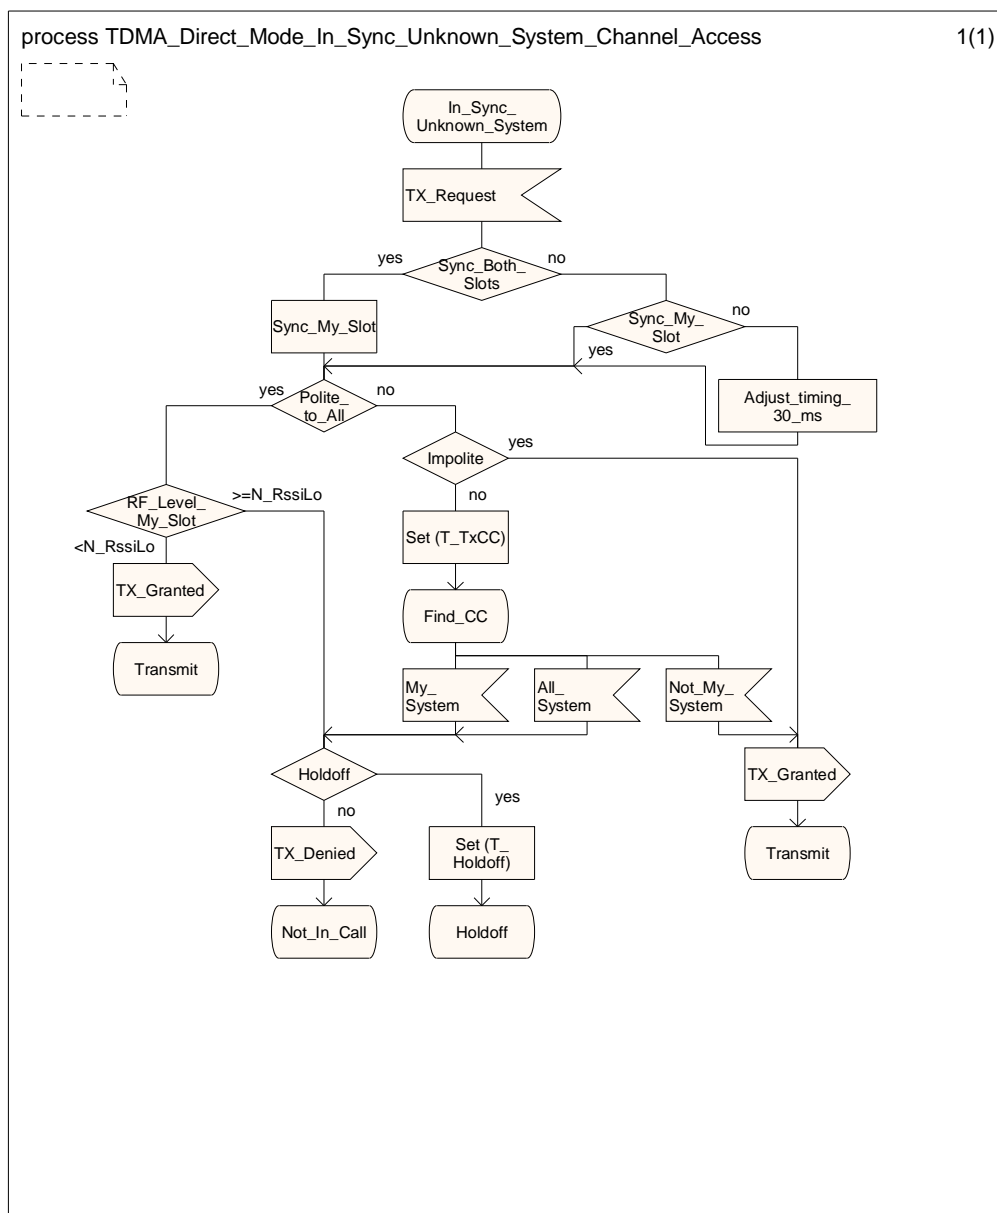 process TDMA_Direct_Mode_In_Sync_Unknown_System_Channel_Access
1(1)
In_Sync_
Unknown_System
TX_Request
yes
Sync_Both_
Slots
no
Sync_My_Slot
Sync_My_
Slot
no
yes
yes
Polite_
to_All
no
Adjust_timing_
30_ms
Impolite
yes
no
RF_Level_
My_Slot
>=N_RssiLo
<N_RssiLo
Set (T_TxCC)
TX_Granted
Find_CC
Transmit
My_
System
All_
System
Not_My_
System
Holdoff
yes
no
TX_Granted
TX_Denied
Set (T_
Holdoff)
Transmit
Not_In_Call
Holdoff